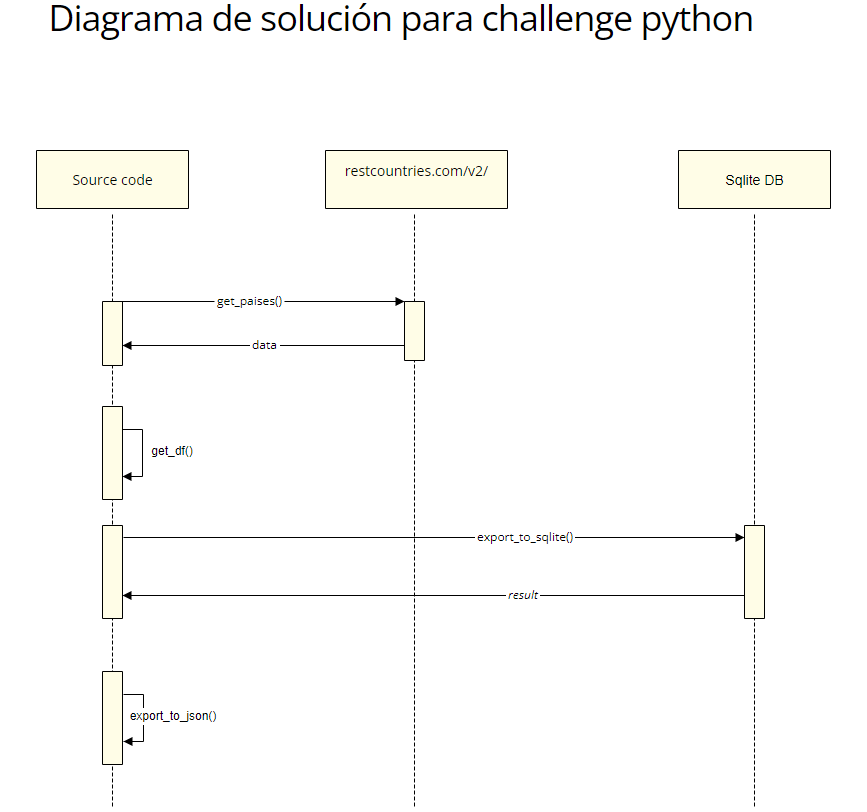 Diagrama de solución para challenge python
Source code
restcountries.com/v2/
Sqlite DB
get_paises()
data
get_df()
export_to_sqlite()
result
export_to_json()